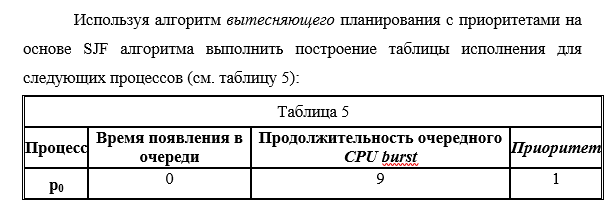 Используя алгоритм вытесняющего планирования с приоритетами на
основе SJF алгоритма выполнить построение таблицы исполнения для
следующих процессов (см. таблицу 5):
Таблица 5
Процесс Время появления в очереди Продолжительность очередного CPU burst Приоритет
p0 0 9 1